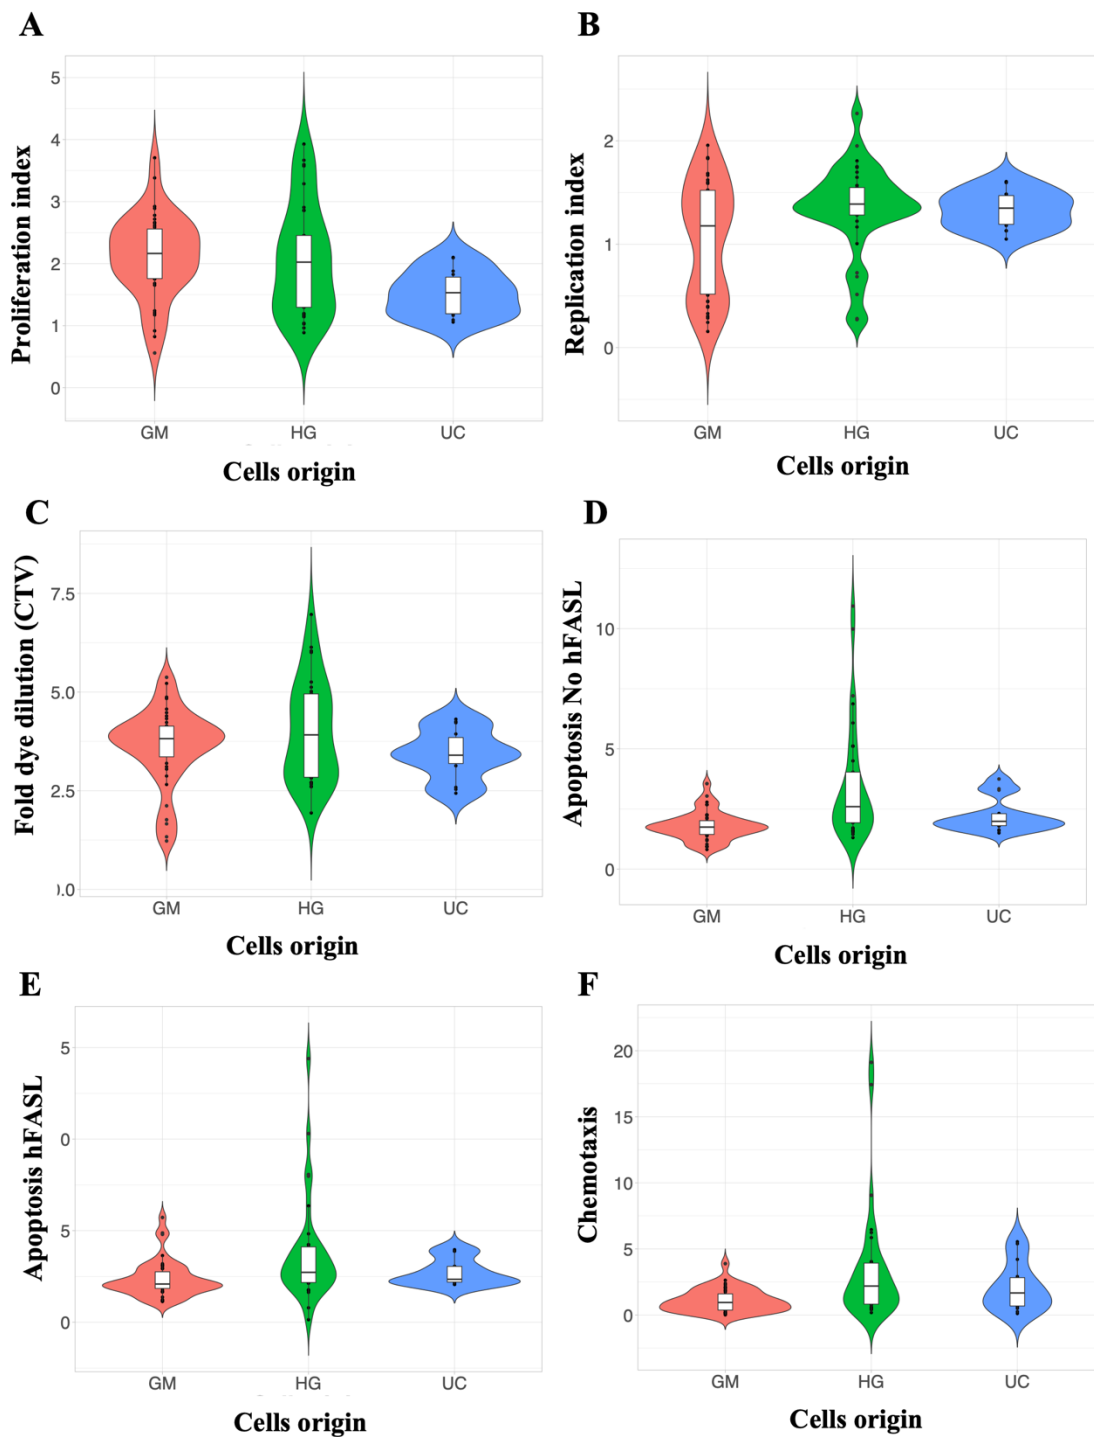 A
Proliferation index
5
4
3
2
1
0
GM HG UC
Cells origin
B
Replication index
2
1
0
GM HG UC
Cells origin
C
Fold dye dilution (CTV)
7.5
5.0
2.5
.0
GM HG UC
Cells origin
D
Apoptosis No hFASL
10
5
0
GM HG UC
Cells origin
E
Apoptosis hFASL
5
0
5
0
GM HG UC
Cells origin
F
Chemotaxis
20
15
10
5
0
GM HG UC
Cells origin